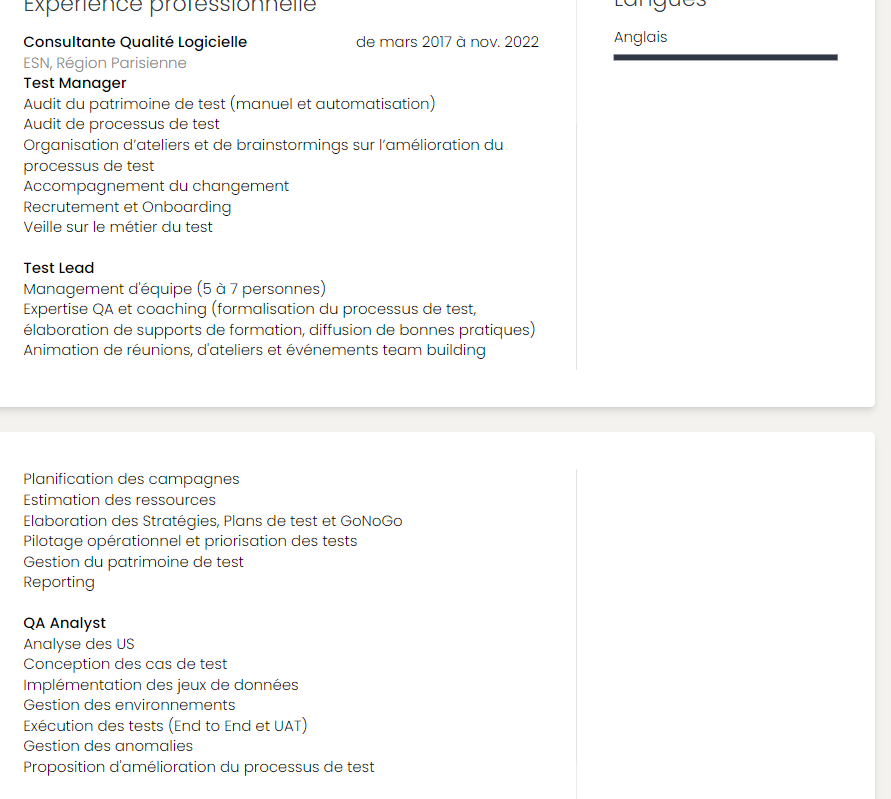 Expérience professionnelle
Consultante Qualité Logicielle de mars 2017 à nov. 2022
ESN, Région Parisienne
Test Manager
Audit du patrimoine de test (manuel et automatisation)
Audit de processus de test
Organisation d’ateliers et de brainstormings sur l’amélioration du
processus de test
Accompagnement du changement
Recrutement et Onboarding
Veille sur le métier du test
Test Lead
Management d'équipe (5 à 7 personnes)
Expertise QA et coaching (formalisation du processus de test,
élaboration de supports de formation, diffusion de bonnes pratiques)
Animation de réunions, d'ateliers et événements team building
Langues
Anglais
Planification des campagnes
Estimation des ressources
Elaboration des Stratégies, Plans de test et GoNoGo
Pilotage opérationnel et priorisation des tests
Gestion du patrimoine de test
Reporting
QA Analyst
Analyse des US
Conception des cas de test
Implémentation des jeux de données
Gestion des environnements
Exécution des tests (End to End et UAT)
Gestion des anomalies
Proposition d'amélioration du processus de test